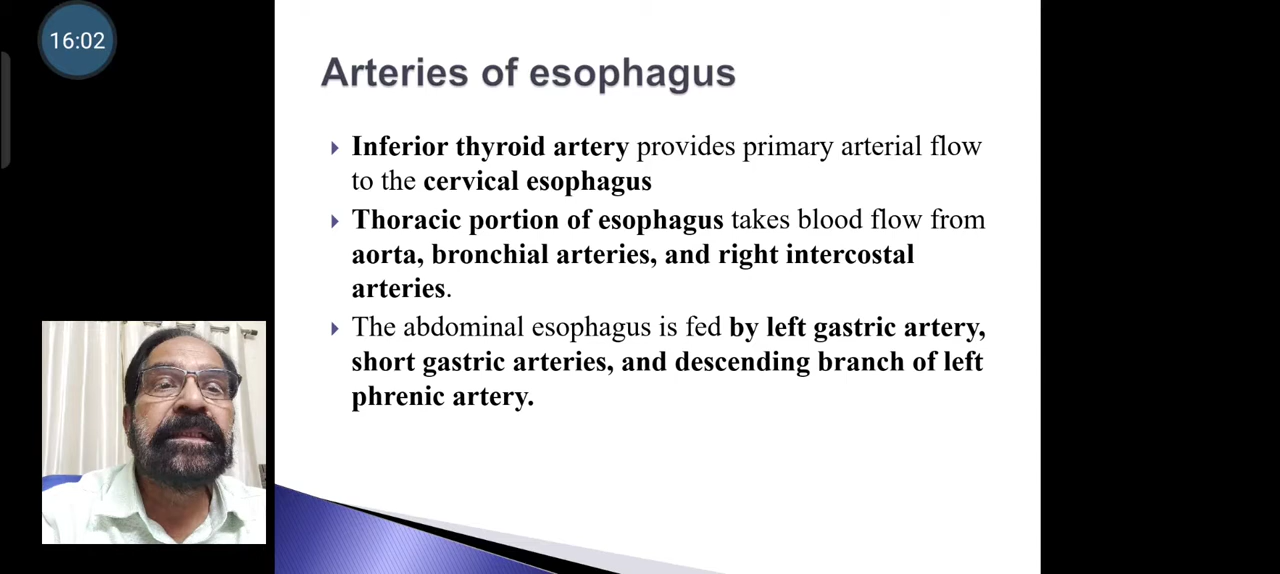 16:02
Arteries of esophagus
Inferior thyroid artery provides primary arterial flow
to the cervical esophagus
Thoracic portion of esophagus takes blood flow from
aorta, bronchial arteries, and right intercostal
arteries.
The abdominal esophagus is fed by left gastric artery,
short gastric arteries, and descending branch of left
phrenic artery.